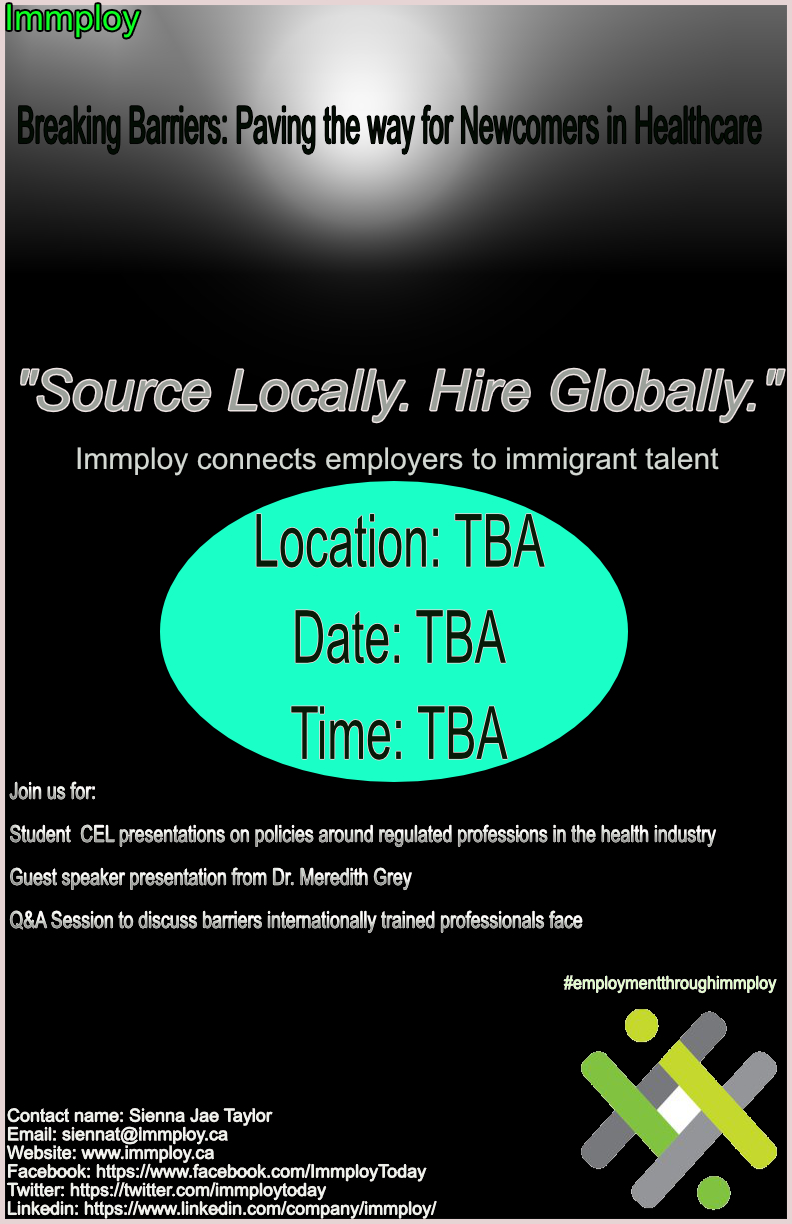 Immploy
Breaking Barriers: Paving the way for Newcomers in Healthcare
"Source Locally. Hire Globally."
Immploy connects employers to immigrant talent
Location: TBA
Date: TBA
Time: TBA
Join us for:
Student  CEL presentations on policies around regulated professions in the health industry
Guest speaker presentation from Dr. Meredith Grey
Q&A Session to discuss barriers internationally trained professionals face
#employmentthroughimmploy
Contact name: Sienna Jae Taylor
Email: siennat@Immploy.ca
Website: www.immploy.ca
Facebook: https://www.facebook.com/ImmployToday
Twitter: https://twitter.com/immploytoday
Linkedin: https://www.linkedin.com/company/immploy/